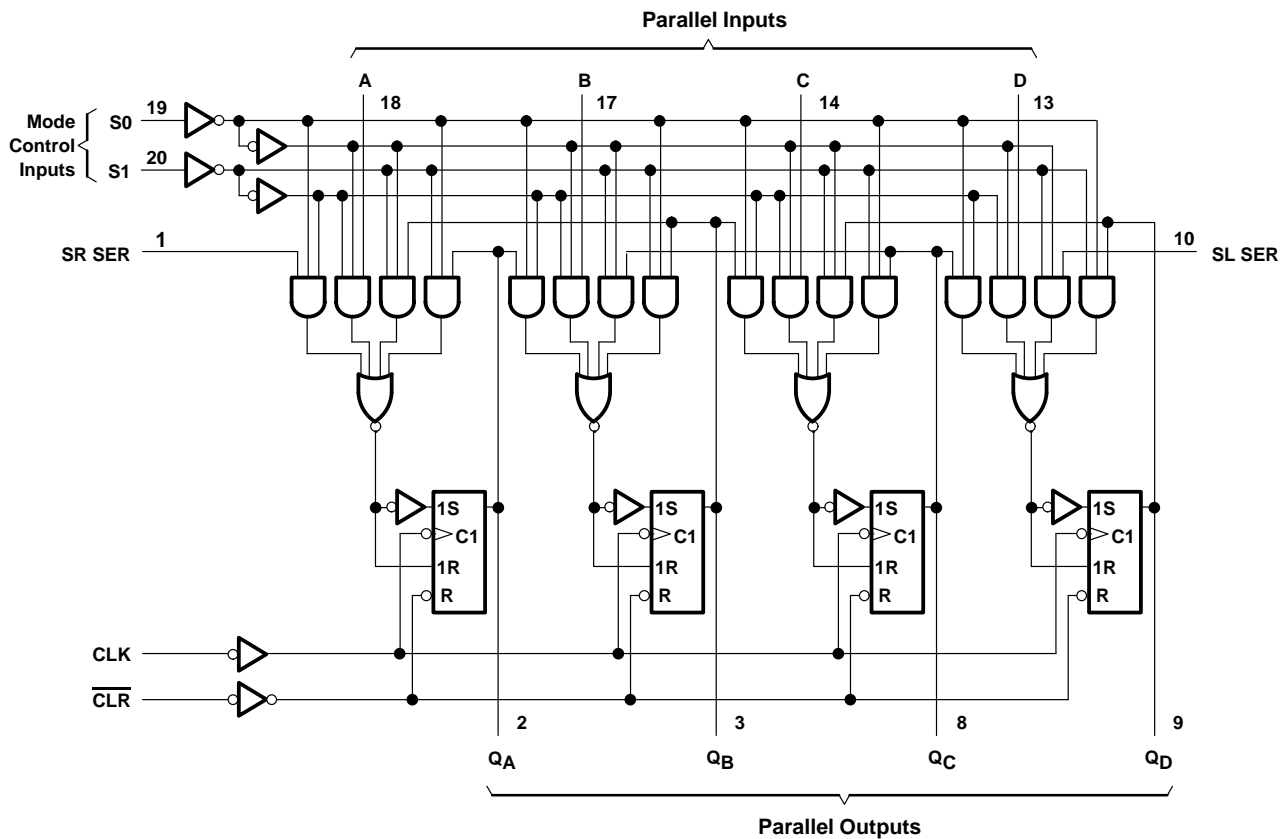 Parallel Inputs
A B C D
18 17 14 13
Mode Control Inputs
S0 19
S1 20
SR SER 1
10 SL SER
1S 1S 1S 1S
C1 C1 C1 C1
1R 1R 1R 1R
R R R R
CLK
CLR
2 3 8 9
QA QB QC QD
Parallel Outputs